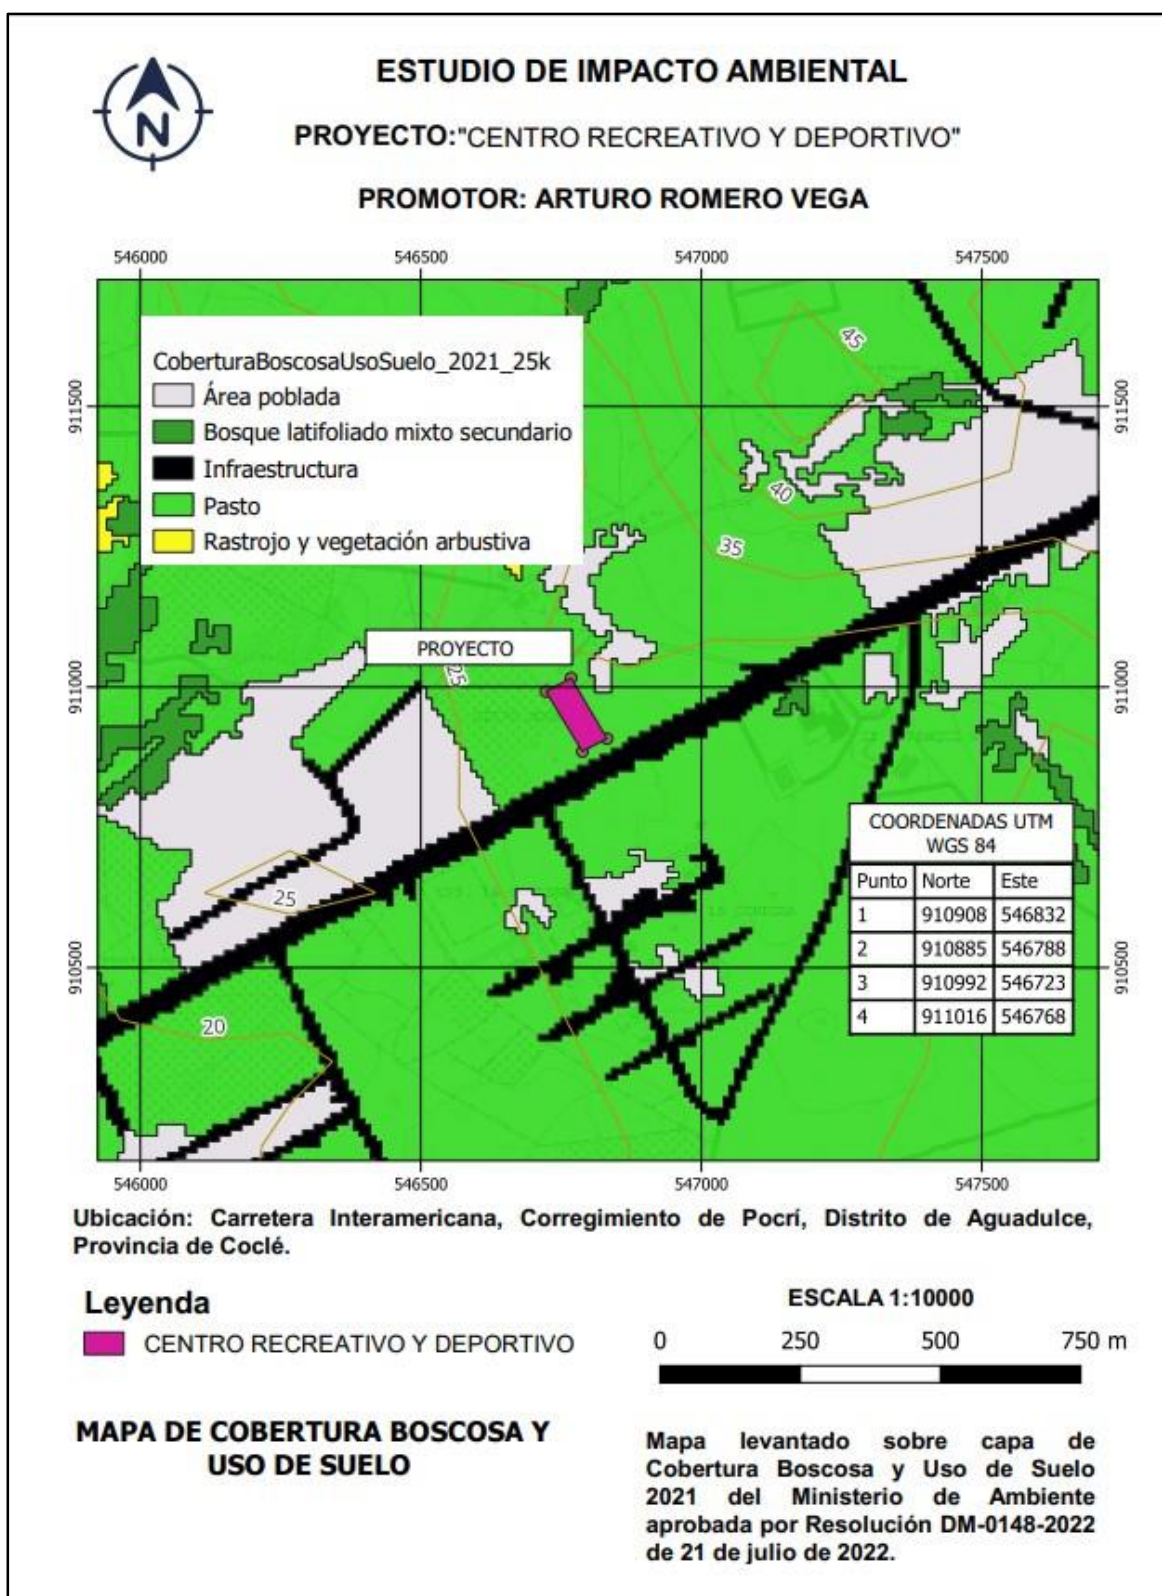 N
ESTUDIO DE IMPACTO AMBIENTAL
PROYECTO:"CENTRO RECREATIVO Y DEPORTIVO"
PROMOTOR: ARTURO ROMERO VEGA
546000 546500 547000 547500
CoberturaBoscosaUsoSuelo_2021_25k
Área poblada
Bosque latifoliado mixto secundario
Infraestructura
Pasto
Rastrojo y vegetación arbustiva
45
911500 911500
40
35
PROYECTO
25
911000 911000
COORDENADAS UTM
WGS 84
Punto Norte Este
1 910908 546832
2 910885 546788
3 910992 546723
4 911016 546768
25
910500 910500
20
546000 546500 547000 547500
Ubicación: Carretera Interamericana, Corregimiento de Pocrí, Distrito de Aguadulce,
Provincia de Coclé.
Leyenda
CENTRO RECREATIVO Y DEPORTIVO
ESCALA 1:10000
0 250 500 750 m
MAPA DE COBERTURA BOSCOSA Y
USO DE SUELO
Mapa levantado sobre capa de
Cobertura Boscosa y Uso de Suelo
2021 del Ministerio de Ambiente
aprobada por Resolución DM-0148-2022
de 21 de julio de 2022.